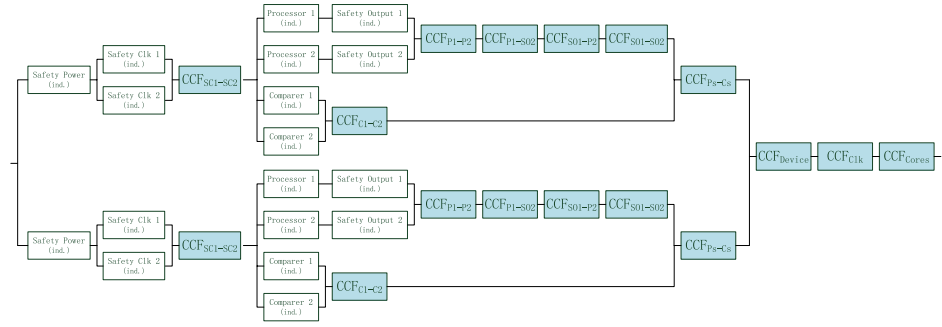 Safety Power
(ind.)
Safety Clk 1
(ind.)
Safety Clk 2
(ind.)
CCFSC1-SC2
Processor 1
(ind.)
Safety Output 1
(ind.)
Processor 2
(ind.)
Safety Output 2
(ind.)
CCFP1-P2
CCFP1-SO2
CCFSO1-P2
CCFSO1-SO2
Comparer 1
(ind.)
Comparer 2
(ind.)
CCFC1-C2
CCFPs-Cs
Safety Power
(ind.)
Safety Clk 1
(ind.)
Safety Clk 2
(ind.)
CCFSC1-SC2
Processor 1
(ind.)
Safety Output 1
(ind.)
Processor 2
(ind.)
Safety Output 2
(ind.)
CCFP1-P2
CCFP1-SO2
CCFSO1-P2
CCFSO1-SO2
Comparer 1
(ind.)
Comparer 2
(ind.)
CCFC1-C2
CCFPs-Cs
CCFDevice
CCFClk
CCFCores